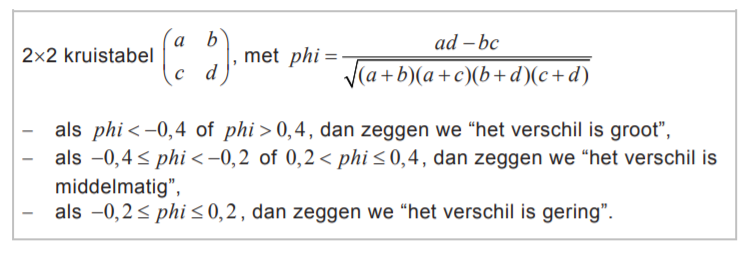 2×2 kruistabel (a b; c d), met phi = (ad − bc) / √((a+b)(a+c)(b+d)(c+d))
– als phi < −0,4 of phi > 0,4, dan zeggen we “het verschil is groot”,
– als −0,4 ≤ phi < −0,2 of 0,2 < phi ≤ 0,4, dan zeggen we “het verschil is
middelmatig”,
– als −0,2 ≤ phi ≤ 0,2, dan zeggen we “het verschil is gering”.